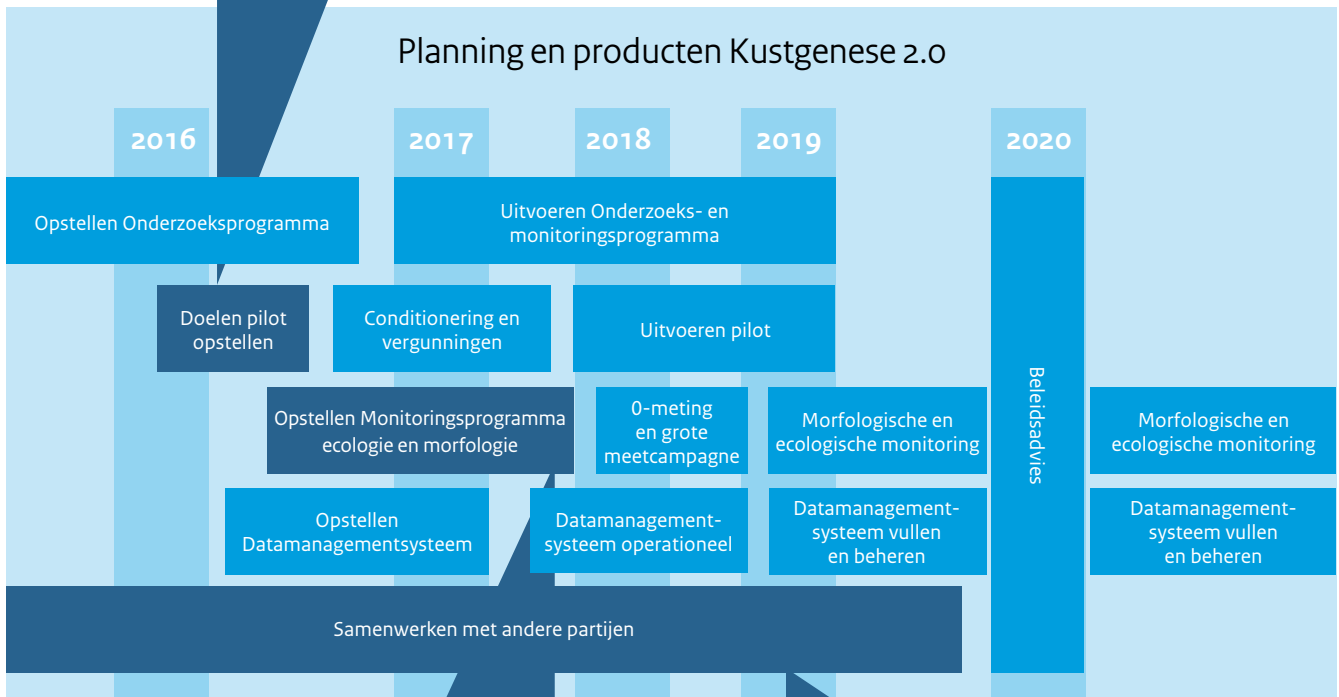 Planning en producten Kustgenese 2.0
2016
2017
2018
2019
2020
Opstellen Onderzoeksprogramma
Uitvoeren Onderzoeks- en
monitoringsprogramma
Doelen pilot
opstellen
Conditionering en
vergunningen
Uitvoeren pilot
Opstellen Monitoringsprogramma
ecologie en morfologie
0-meting
en grote
meetcampagne
Morfologische en
ecologische monitoring
Beleidsadvies
Morfologische en
ecologische monitoring
Opstellen
Datamanagementsysteem
Datamanagement-
systeem operationeel
Datamanagement-
systeem vullen
en beheren
Datamanagement-
systeem vullen
en beheren
Samenwerken met andere partijen